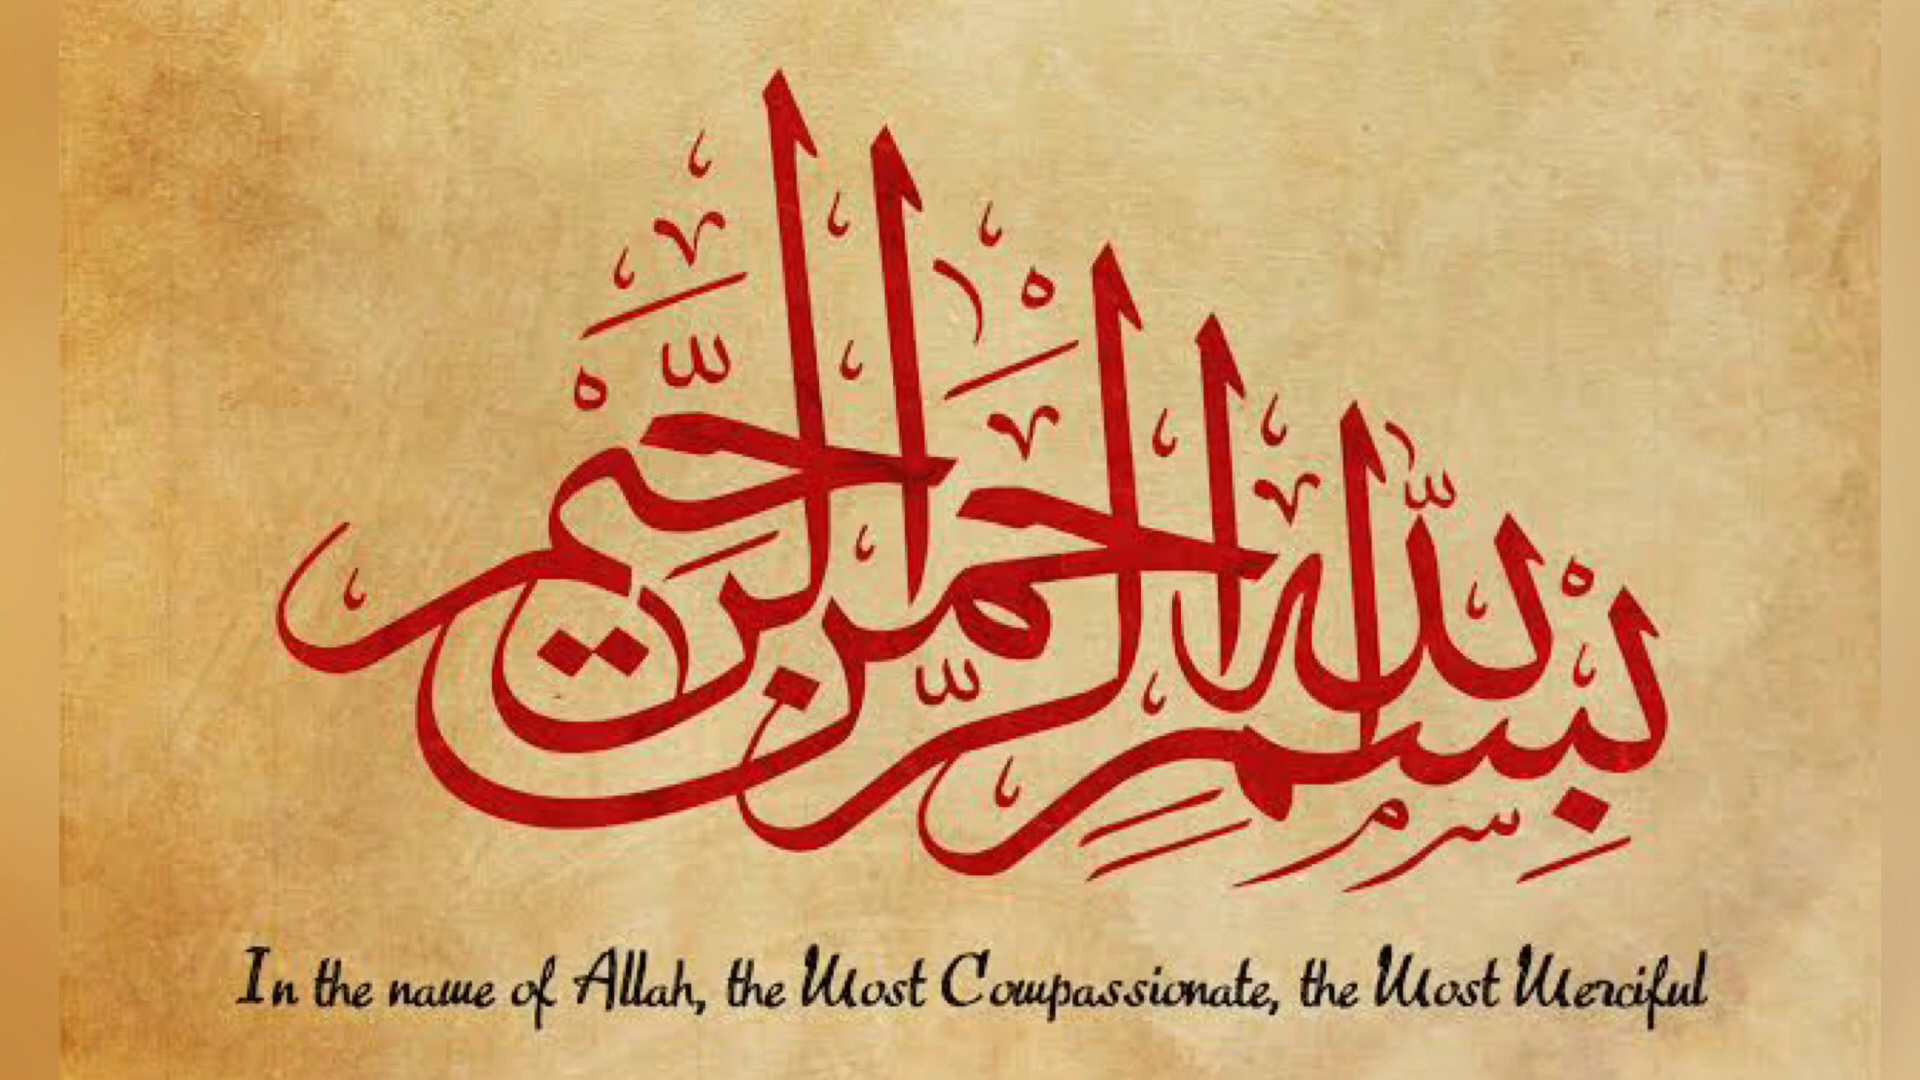 بِسْمِ اللَّهِ الرَّحْمَنِ الرَّحِيمِ
In the name of Allah, the Most Compassionate, the Most Merciful